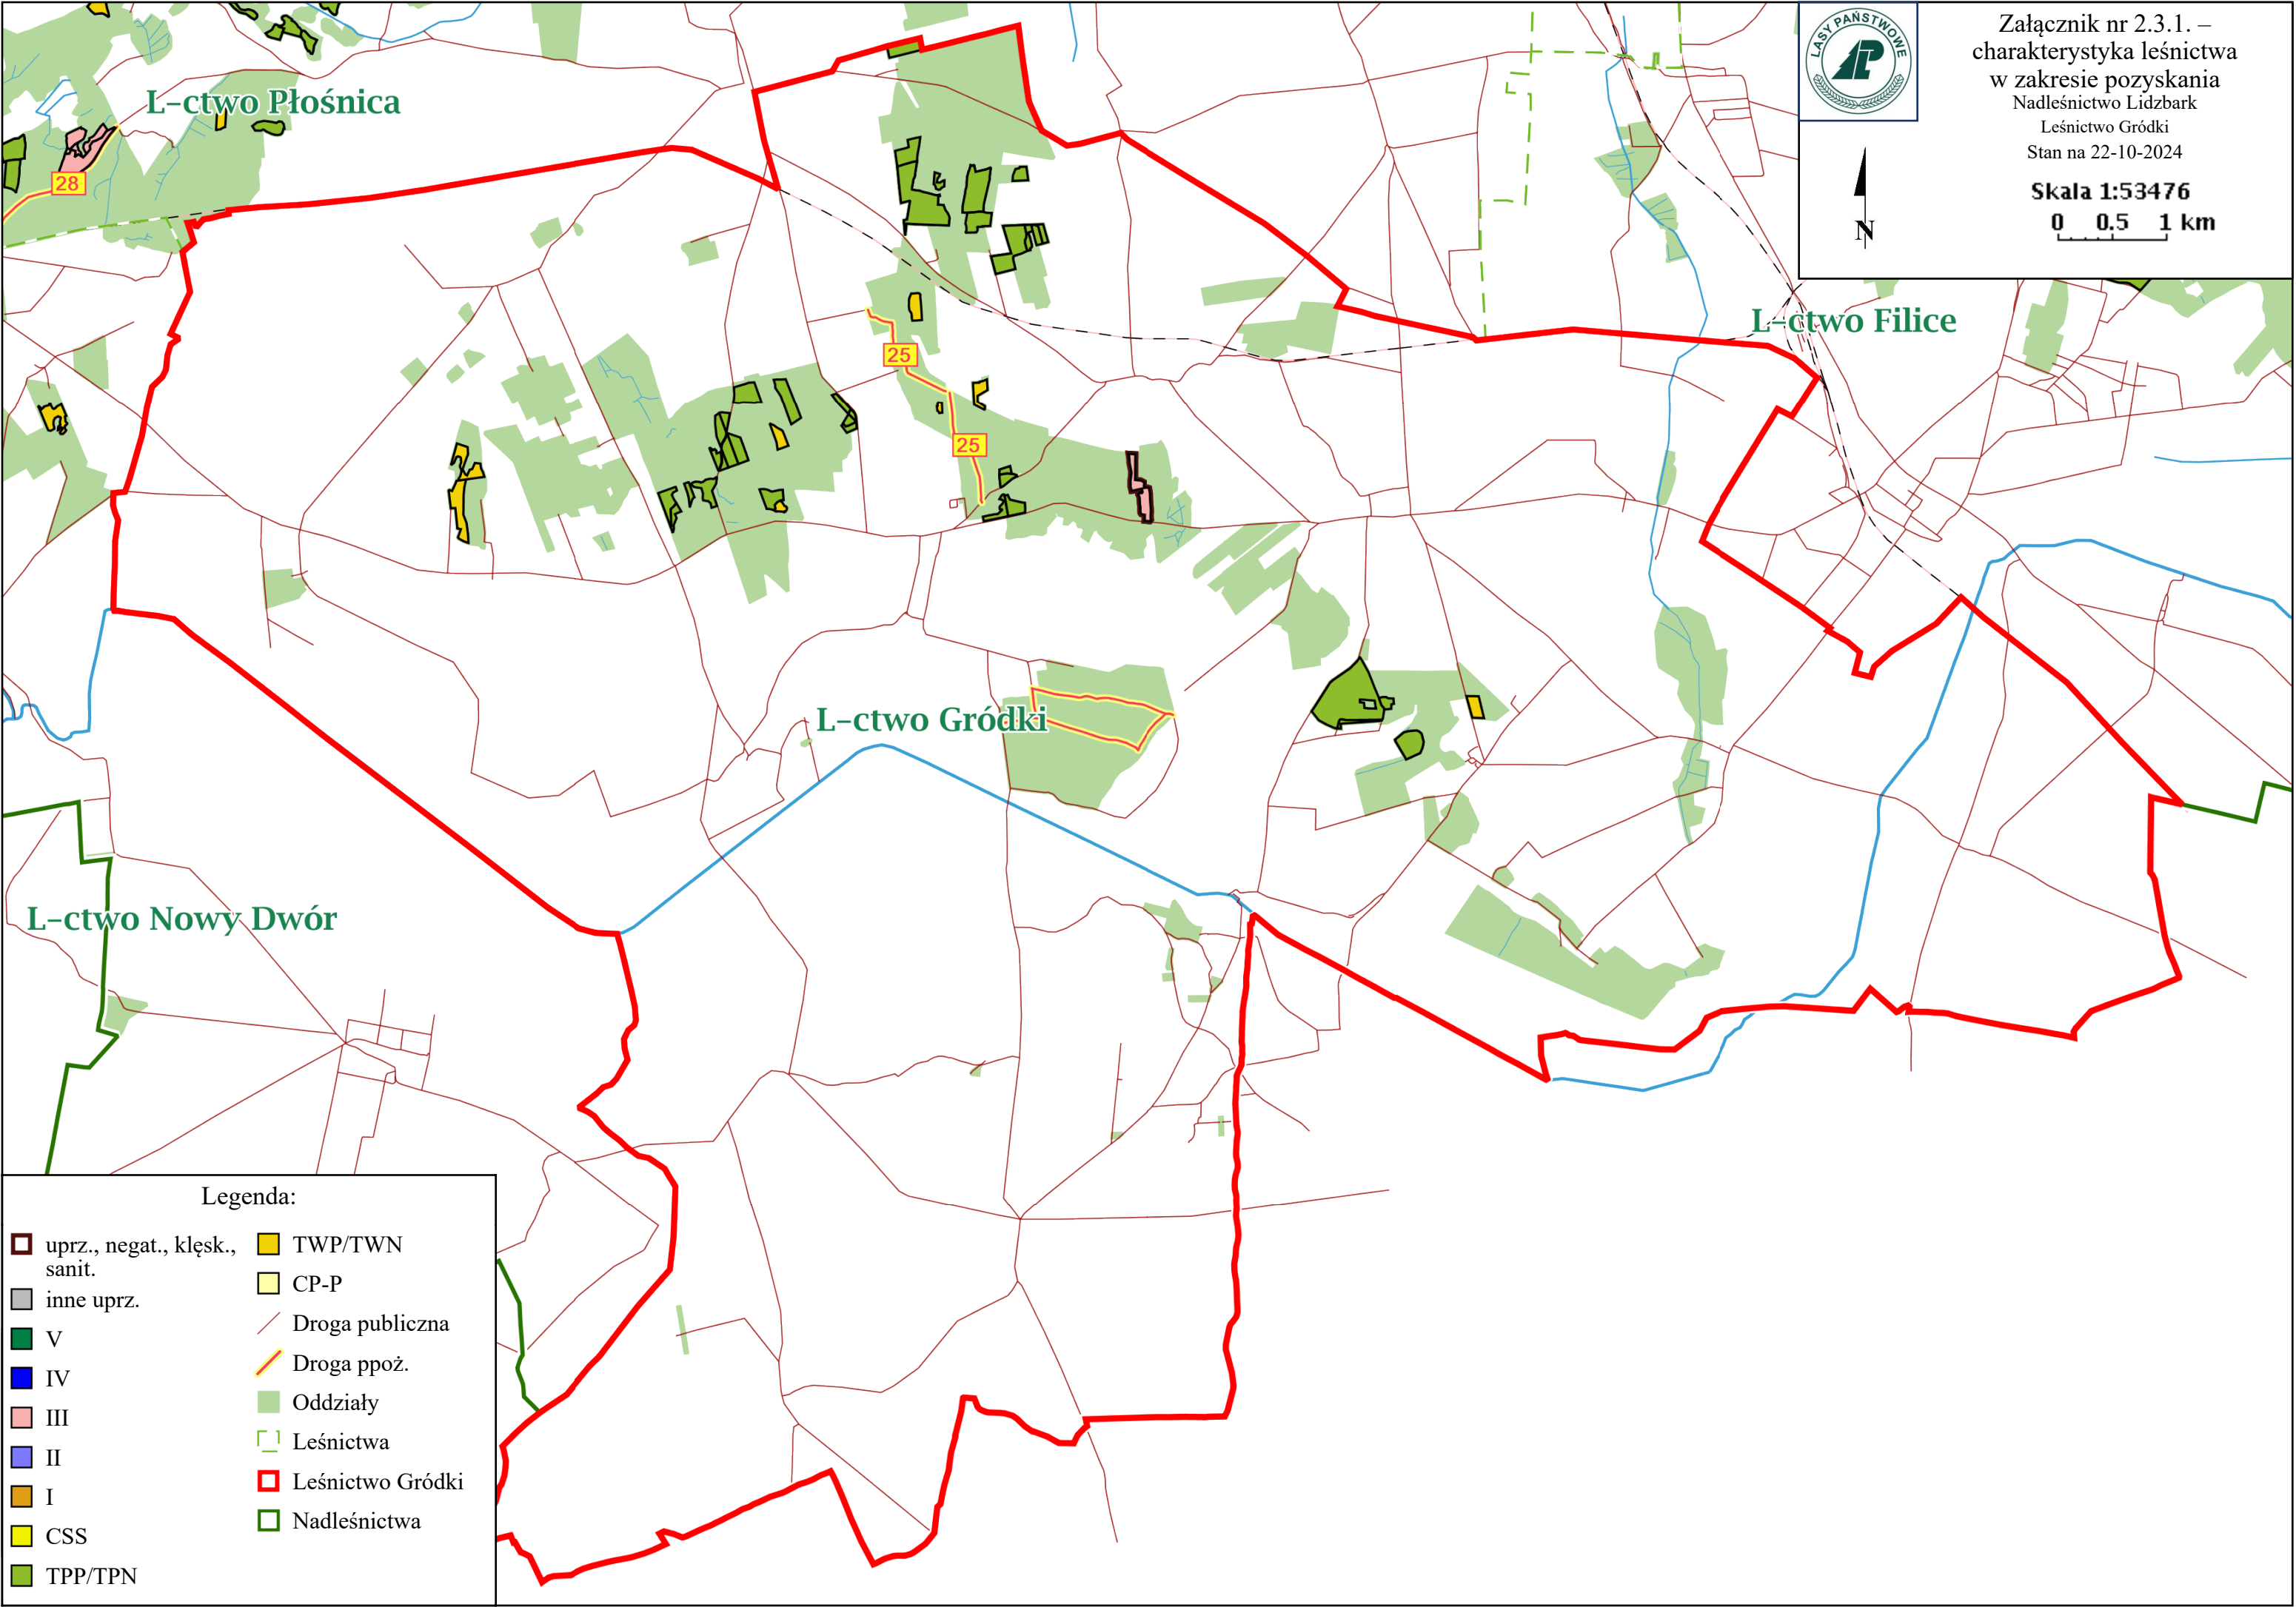 LASY PAŃSTWOWE
Załącznik nr 2.3.1. –
charakterystyka leśnictwa
w zakresie pozyskania
Nadleśnictwo Lidzbark
Leśnictwo Gródki
Stan na 22-10-2024
Skala 1:53476
0 0.5 1 km
N
L-ctwo Płośnica
28
L-ctwo Filice
25
25
L-ctwo Gródki
L-ctwo Nowy Dwór
Legenda:
uprz., negat., klęsk.,
sanit.
inne uprz.
V
IV
III
II
I
CSS
TPP/TPN
TWP/TWN
CP-P
Droga publiczna
Droga ppoż.
Oddziały
Leśnictwa
Leśnictwo Gródki
Nadleśnictwa